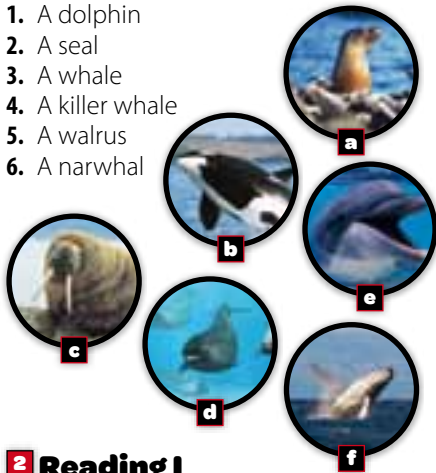 1. A dolphin
2. A seal
3. A whale
4. A killer whale
5. A walrus
6. A narwhal
a
b
e
c
d
f
2 Reading I